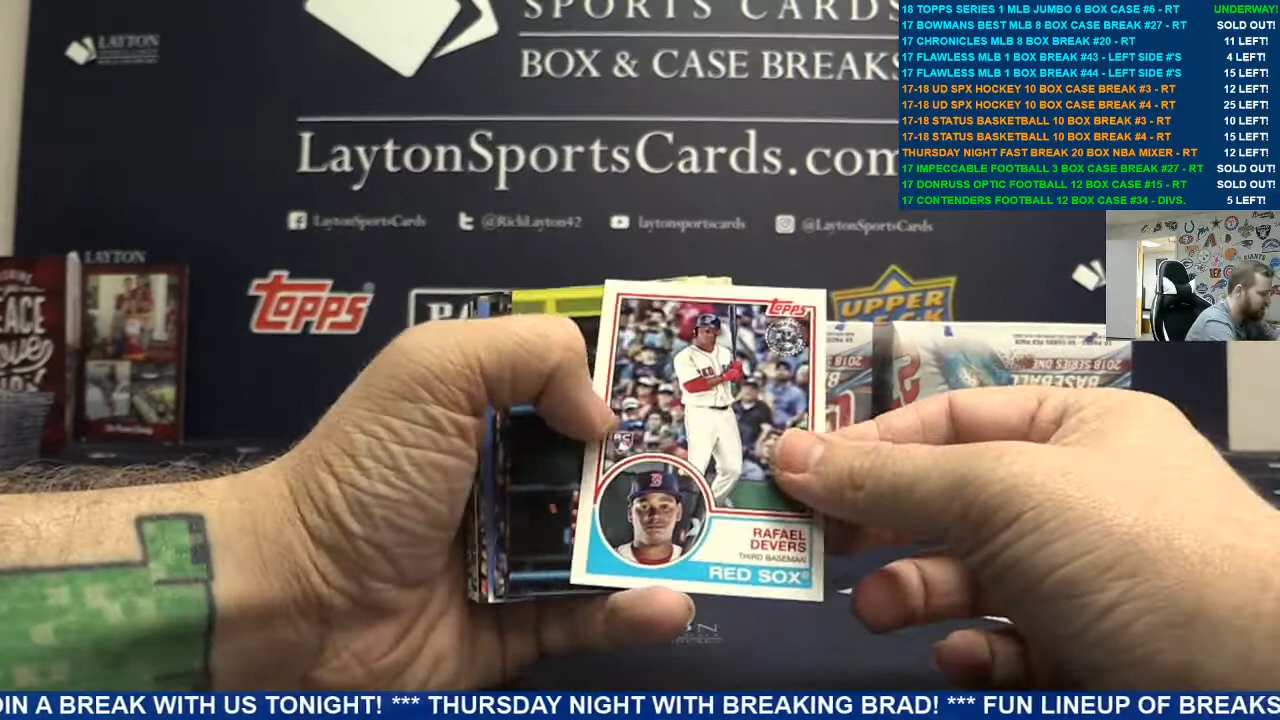 18 TOPPS SERIES 1 MLB JUMBO 6 BOX CASE #6 - RT UNDERWAY!
17 BOWMANS BEST MLB 8 BOX CASE BREAK #27 - RT SOLD OUT!
17 CHRONICLES MLB 8 BOX BREAK #20 - RT 11 LEFT!
17 FLAWLESS MLB 1 BOX BREAK #43 - LEFT SIDE #'S 4 LEFT!
17 FLAWLESS MLB 1 BOX BREAK #44 - LEFT SIDE #'S 15 LEFT!
17-18 UD SPX HOCKEY 10 BOX CASE BREAK #3 - RT 12 LEFT!
17-18 UD SPX HOCKEY 10 BOX CASE BREAK #4 - RT 25 LEFT!
17-18 STATUS BASKETBALL 10 BOX BREAK #3 - RT 10 LEFT!
17-18 STATUS BASKETBALL 10 BOX BREAK #4 - RT 15 LEFT!
THURSDAY NIGHT FAST BREAK 20 BOX NBA MIXER - RT 12 LEFT!
17 IMPECCABLE FOOTBALL 3 BOX CASE BREAK #27 - RT SOLD OUT!
17 DONRUSS OPTIC FOOTBALL 12 BOX CASE #15 - RT SOLD OUT!
17 CONTENDERS FOOTBALL 12 BOX CASE #34 - DIVS. 5 LEFT!
SPORTS CARDS
BOX & CASE BREAKS
LaytonSportsCards.com
LaytonSportsCards @RichLayton42 laytonsportscards @LaytonSportsCards
LAYTON
LAYTON
PEACE
Love
TOPPS
UPPER
DECK
GIANTS
2018 SERIES ONE
BASEBALL
TOPPS
RC
B
RED SOX
RAFAEL
DEVERS
THIRD BASEMAN
RED SOX
OIN A BREAK WITH US TONIGHT! *** THURSDAY NIGHT WITH BREAKING BRAD! *** FUN LINEUP OF BREAKS